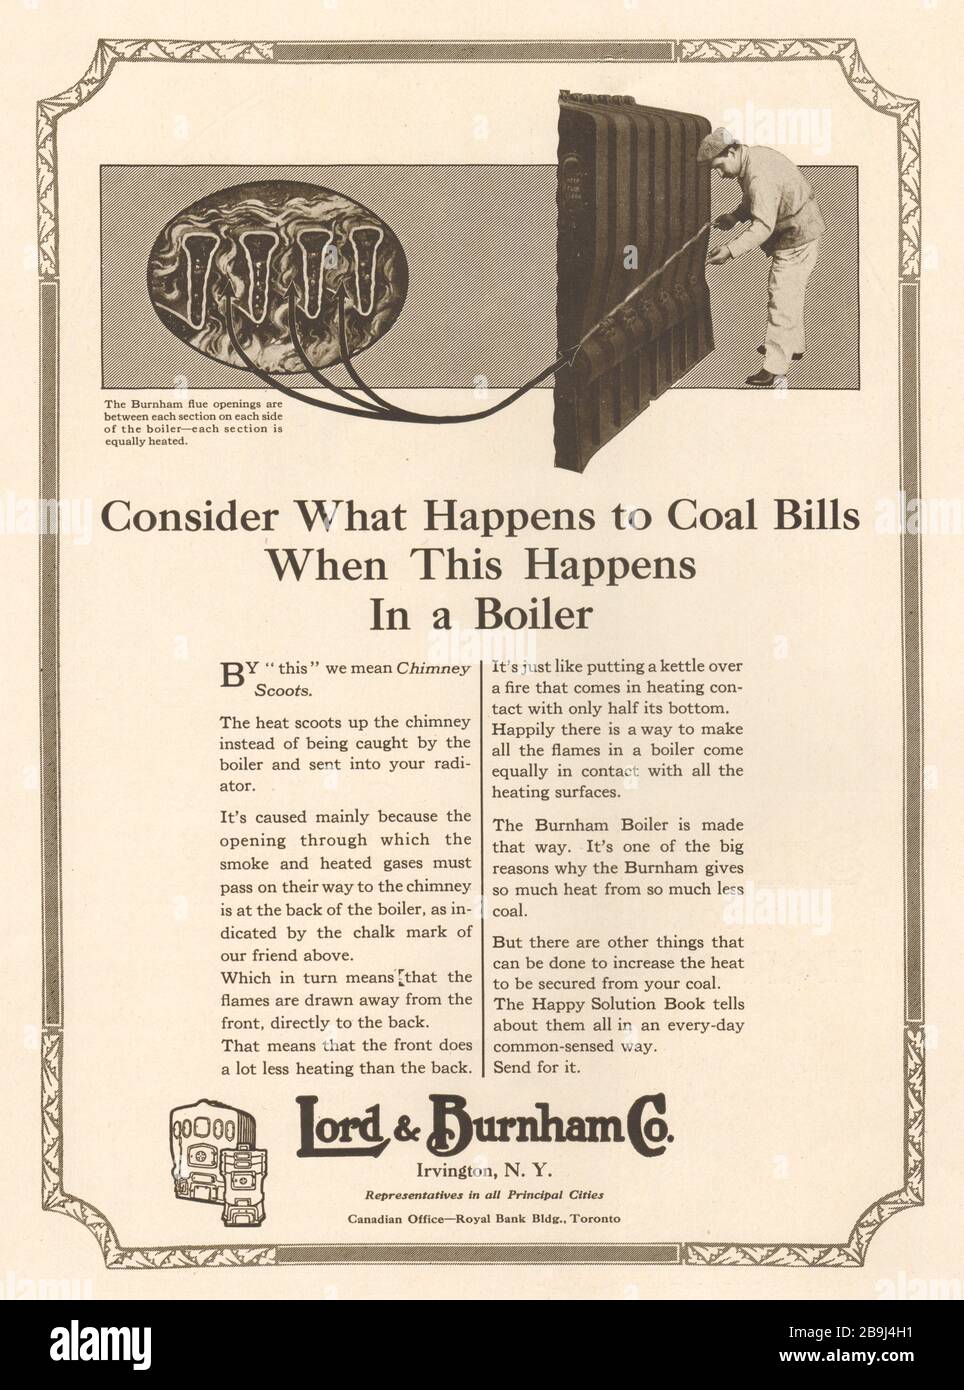 The Burnham flue openings are
between each section on each side
of the boiler—each section is
equally heated.
Consider What Happens to Coal Bills
When This Happens
In a Boiler
BY "this" we mean Chimney
Scoots.
The heat scoots up the chimney
instead of being caught by the
boiler and sent into your radi-
ator.
It's caused mainly because the
opening through which the
smoke and heated gases must
pass on their way to the chimney
is at the back of the boiler, as in-
dicated by the chalk mark of
our friend above.
Which in turn means that the
flames are drawn away from the
front, directly to the back.
That means that the front does
a lot less heating than the back.
It's just like putting a kettle over
a fire that comes in heating con-
tact with only half its bottom.
Happily there is a way to make
all the flames in a boiler come
equally in contact with all the
heating surfaces.
The Burnham Boiler is made
that way. It's one of the big
reasons why the Burnham gives
so much heat from so much less
coal.
But there are other things that
can be done to increase the heat
to be secured from your coal.
The Happy Solution Book tells
about them all in an every-day
common-sensed way.
Send for it.
Lord & Burnham Co.
Irvington, N. Y.
Representatives in all Principal Cities
Canadian Office—Royal Bank Bldg., Toronto
alamy
Image ID: 2B9J4H1
www.alamy.com